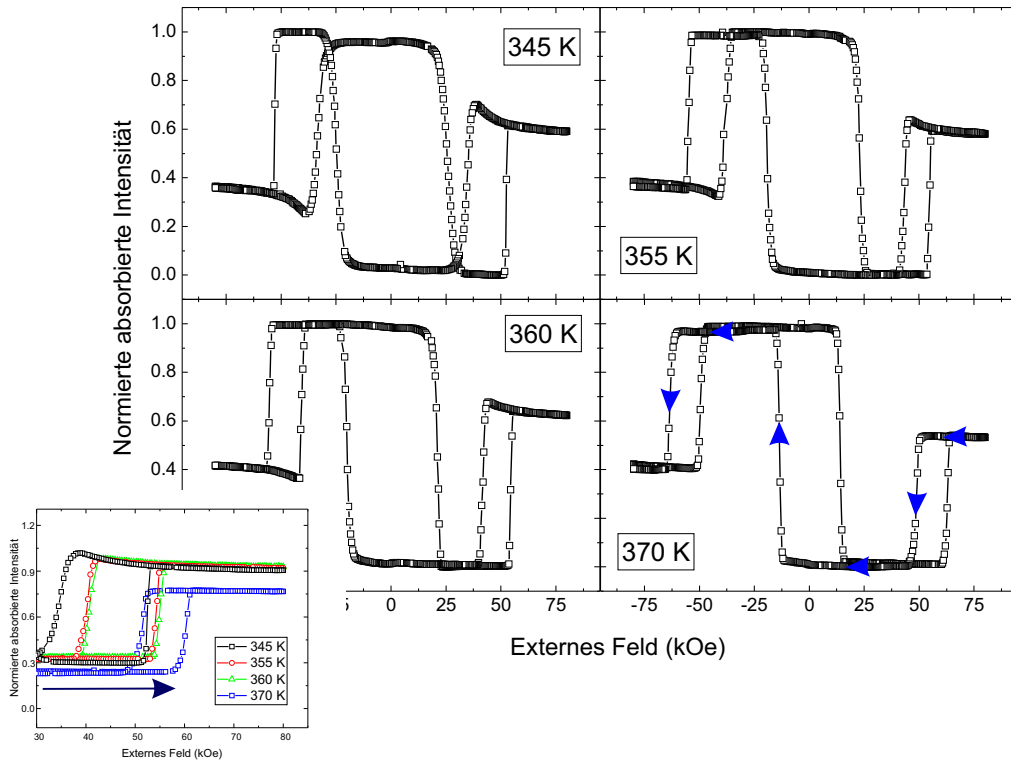 1.0
0.8
0.6
0.4
0.2
0.0
345 K
355 K
Normierte absorbierte Intensität
1.0
0.8
0.6
0.4
360 K
370 K
Normierte absorbierte Intensität
0 25 50 75
-75 -50 -25 0 25 50 75
Externes Feld (kOe)
1.2
0.9
0.6
0.3
0.0
Normierte absorbierte Intensität
345 K
355 K
360 K
370 K
30 40 50 60 70 80
Externes Feld (kOe)